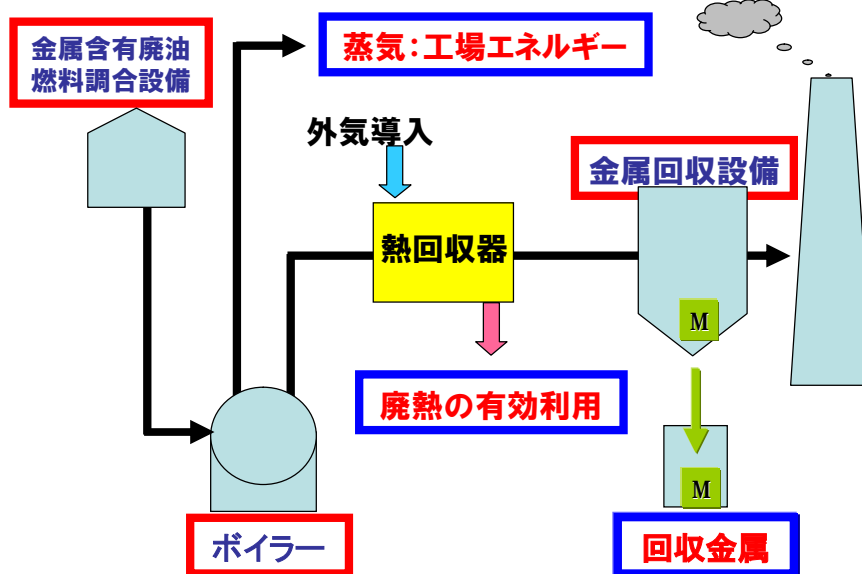 金属含有廃油
燃料調合設備
蒸気：工場エネルギー
外気導入
金属回収設備
熱回収器
M
廃熱の有効利用
M
ボイラー
回収金属